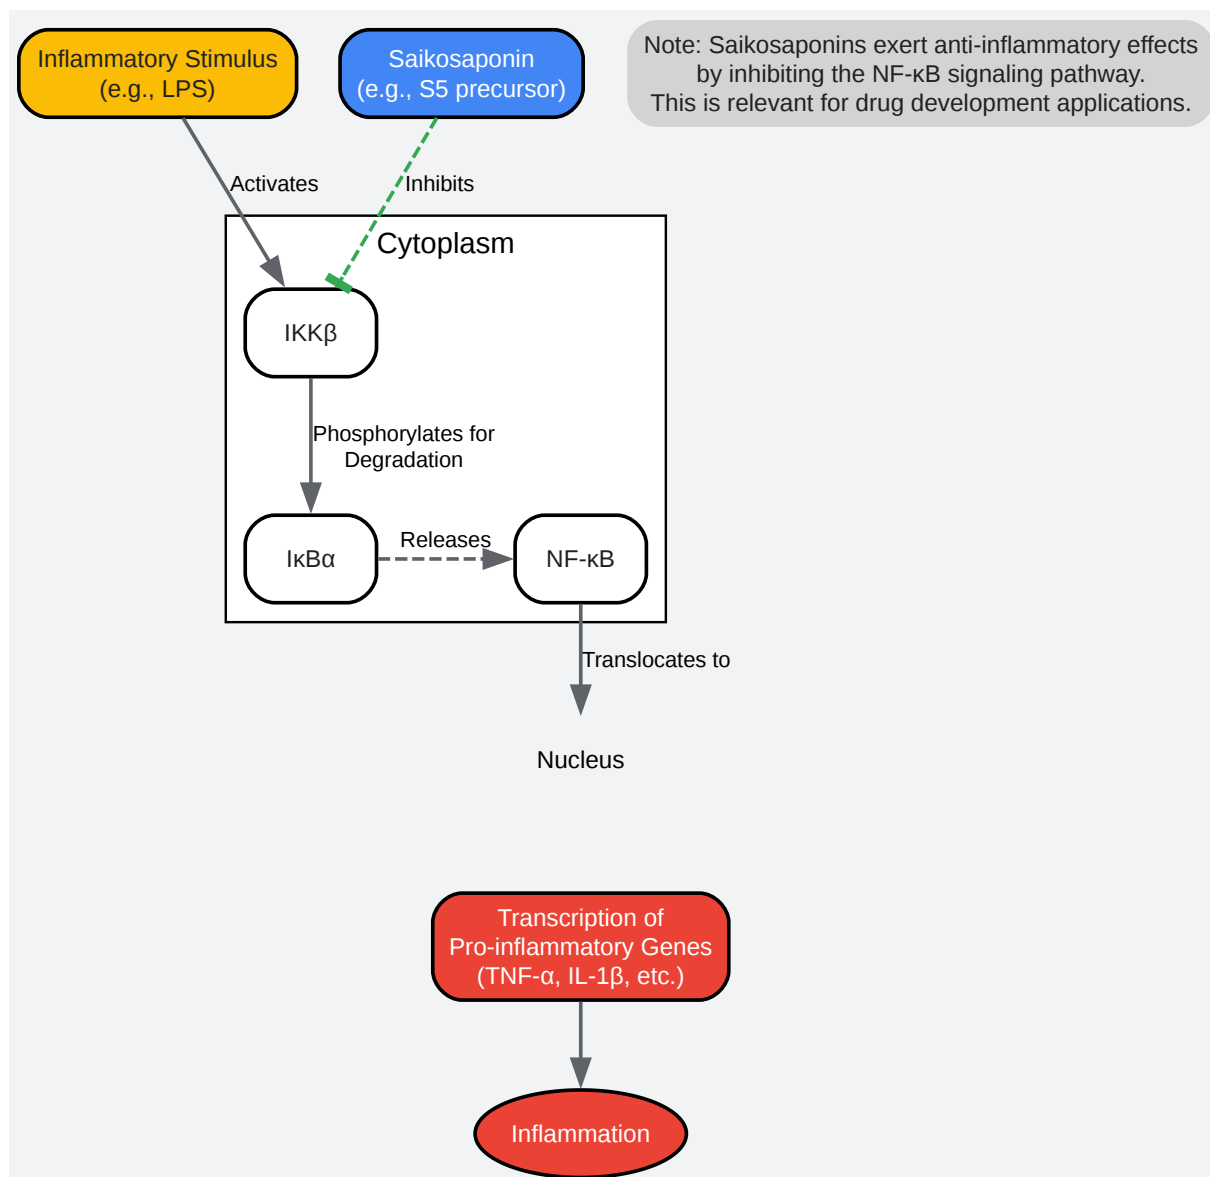 Inflammatory Stimulus
(e.g., LPS)
Saikosaponin
(e.g., S5 precursor)
Note: Saikosaponins exert anti-inflammatory effects
by inhibiting the NF-κB signaling pathway.
This is relevant for drug development applications.
Activates
Inhibits
Cytoplasm
IKKβ
Phosphorylates for
Degradation
IκBα
Releases
NF-κB
Translocates to
Nucleus
Transcription of
Pro-inflammatory Genes
(TNF-α, IL-1β, etc.)
Inflammation